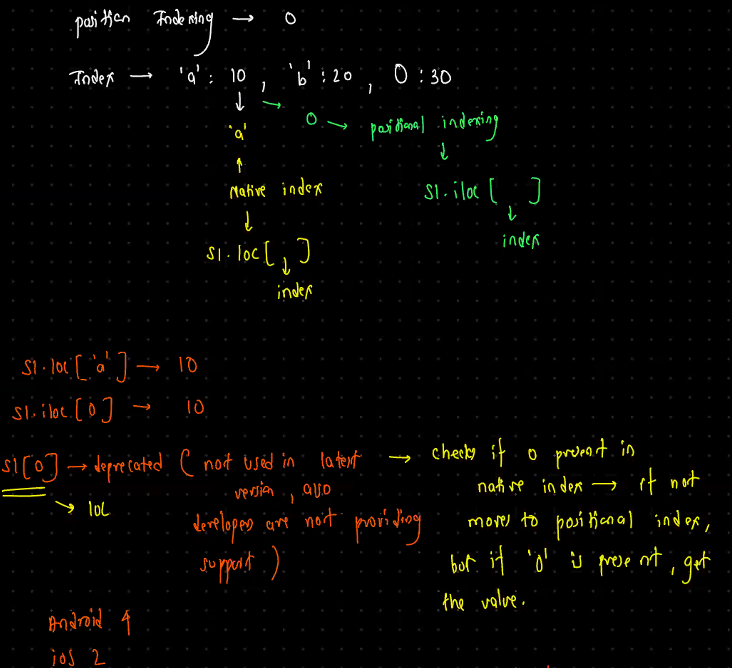 position Indexing → 0
Index → 'a': 10 , 'b':20 , 0:30
0 → positional indexing
'a'
Native index
s1.iloc[ ]
index
s1.loc[ ]
index
s1.loc['a'] → 10
s1.iloc[0] → 10
s1[0] → deprecated ( not used in latest
version, also
developers are not providing
support )
→ loc
→ checks if 0 present in
native index → if not
moves to positional index,
but if '0' is present, get
the value.
Android 4
ios 2